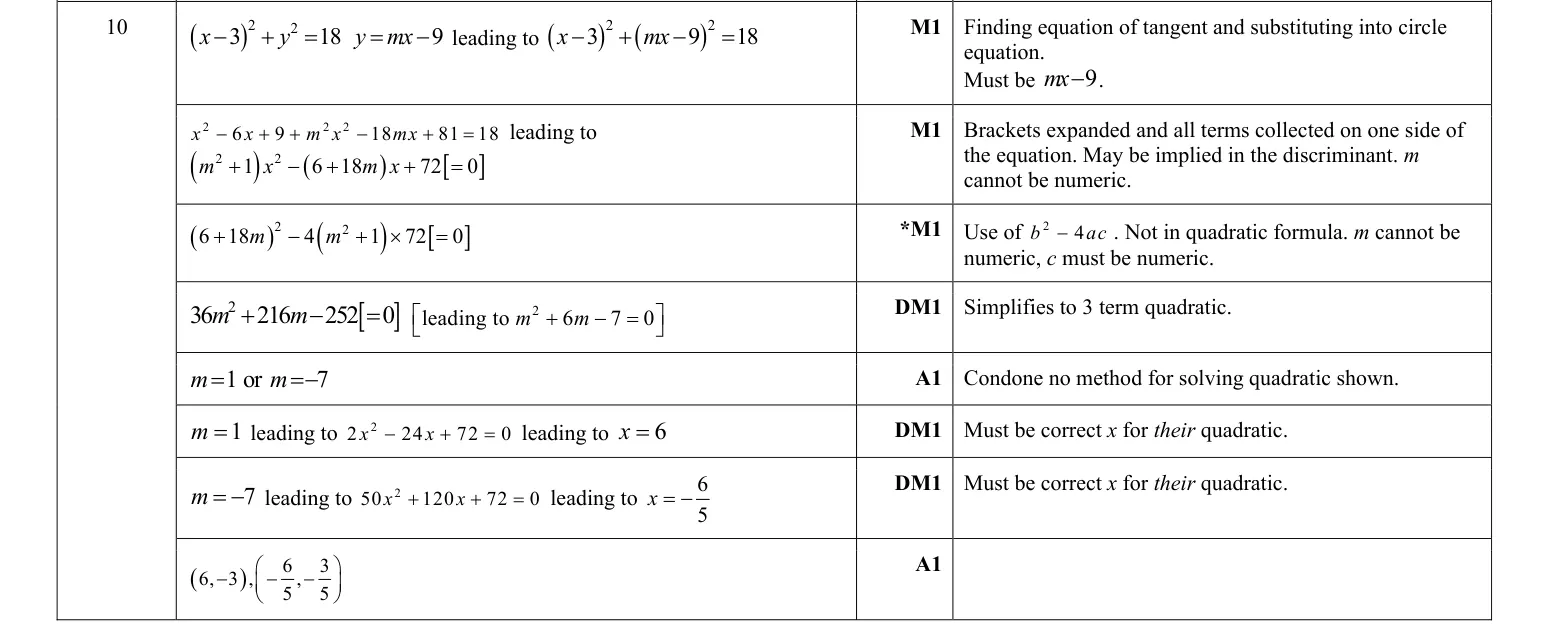 10 (x−3)² + y² = 18 y = mx − 9 leading to (x−3)² + (mx−9)² = 18 M1 Finding equation of tangent and substituting into circle
equation.
Must be mx−9.
x² − 6x + 9 + m²x² − 18mx + 81 = 18 leading to M1 Brackets expanded and all terms collected on one side of
(m² + 1)x² − (6 + 18m)x + 72[= 0] the equation. May be implied in the discriminant. m
cannot be numeric.
(6 + 18m)² − 4(m² + 1) × 72[= 0] *M1 Use of b² − 4ac . Not in quadratic formula. m cannot be
numeric, c must be numeric.
36m² + 216m − 252[= 0] [leading to m² + 6m − 7 = 0] DM1 Simplifies to 3 term quadratic.
m = 1 or m = −7 A1 Condone no method for solving quadratic shown.
m = 1 leading to 2x² − 24x + 72 = 0 leading to x = 6 DM1 Must be correct x for their quadratic.
m = −7 leading to 50x² + 120x + 72 = 0 leading to x = −6/5 DM1 Must be correct x for their quadratic.
(6, −3), (−6/5, −3/5) A1